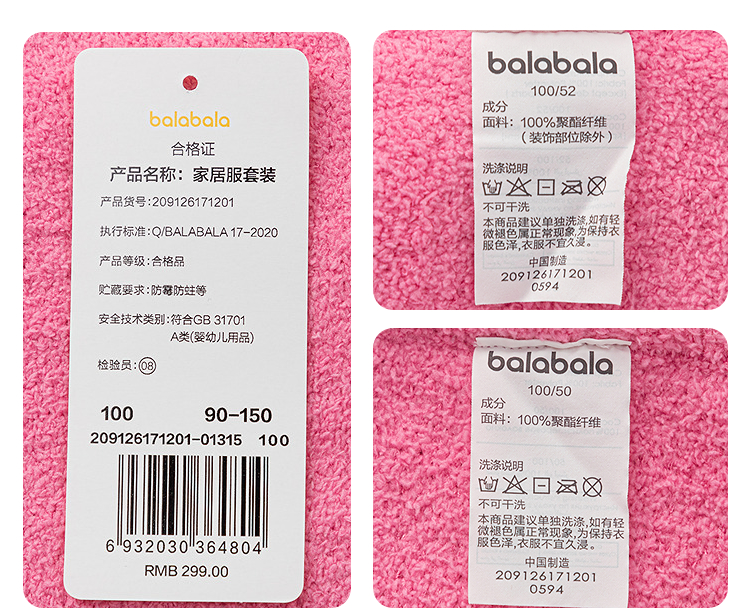 balabala
合格证
产品名称：家居服套装
产品货号：209126171201
执行标准：Q/BALABALA 17-2020
产品等级：合格品
贮藏要求：防霉防蛀等
安全技术类别：符合GB 31701
A类(婴幼儿用品)
检验员：08
100 90-150
209126171201-01315 100
6 932030 364804
RMB 299.00
balabala
100/52
成分
面料：100%聚酯纤维
（装饰部位除外）
洗涤说明
不可干洗
本商品建议单独洗涤,如有轻
微褪色属正常现象,为保持衣
服色泽,衣服不宜久浸。
中国制造
209126171201
0594
balabala
100/50
成分
面料：100%聚酯纤维
洗涤说明
不可干洗
本商品建议单独洗涤,如有轻
微褪色属正常现象,为保持衣
服色泽,衣服不宜久浸。
中国制造
209126171201
0594